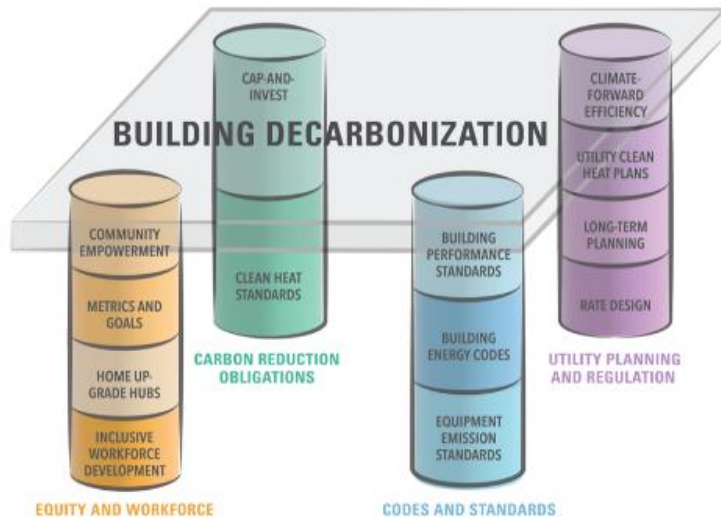 CAP-AND-
INVEST
CLIMATE-
FORWARD
EFFICIENCY
BUILDING DECARBONIZATION
UTILITY CLEAN
HEAT PLANS
COMMUNITY
EMPOWERMENT
BUILDING
PERFORMANCE
STANDARDS
LONG-TERM
PLANNING
CLEAN HEAT
STANDARDS
METRICS AND
GOALS
RATE DESIGN
BUILDING
ENERGY CODES
CARBON REDUCTION
OBLIGATIONS
UTILITY PLANNING
AND REGULATION
HOME UP-
GRADE HUBS
INCLUSIVE
WORKFORCE
DEVELOPMENT
EQUIPMENT
EMISSION
STANDARDS
EQUITY AND WORKFORCE
CODES AND STANDARDS